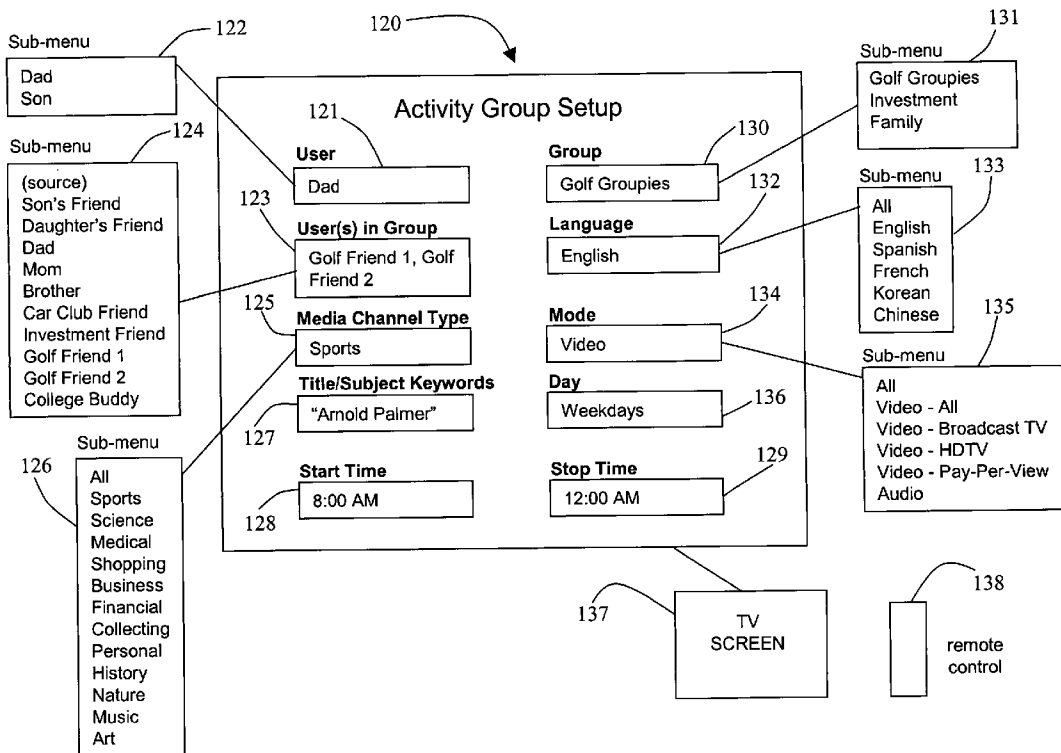 120
Sub-menu
122
Dad
Son
Sub-menu
124
(source)
Son's Friend
Daughter's Friend
Dad
Mom
Brother
Car Club Friend
Investment Friend
Golf Friend 1
Golf Friend 2
College Buddy
Sub-menu
126
All
Sports
Science
Medical
Shopping
Business
Financial
Collecting
Personal
History
Nature
Music
Art
Activity Group Setup
121
User
Dad
123
User(s) in Group
Golf Friend 1, Golf
Friend 2
125
Media Channel Type
Sports
Title/Subject Keywords
"Arnold Palmer"
127
Start Time
8:00 AM
128
130
Group
Golf Groupies
132
Language
English
134
Mode
Video
Day
Weekdays
136
129
Stop Time
12:00 AM
131
Sub-menu
Golf Groupies
Investment
Family
Sub-menu
133
All
English
Spanish
French
Korean
Chinese
135
Sub-menu
All
Video - All
Video - Broadcast TV
Video - HDTV
Video - Pay-Per-View
Audio
137
TV
SCREEN
138
remote
control